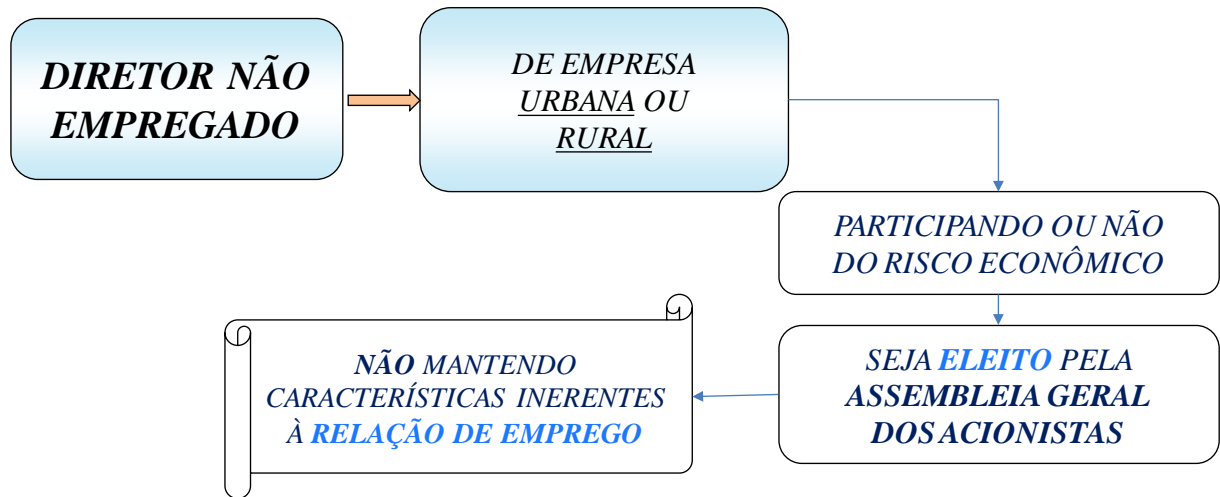 DIRETOR NÃO
EMPREGADO
DE EMPRESA
URBANA OU
RURAL
PARTICIPANDO OU NÃO
DO RISCO ECONÔMICO
SEJA ELEITO PELA
ASSEMBLEIA GERAL
DOS ACIONISTAS
NÃO MANTENDO
CARACTERÍSTICAS INERENTES
À RELAÇÃO DE EMPREGO